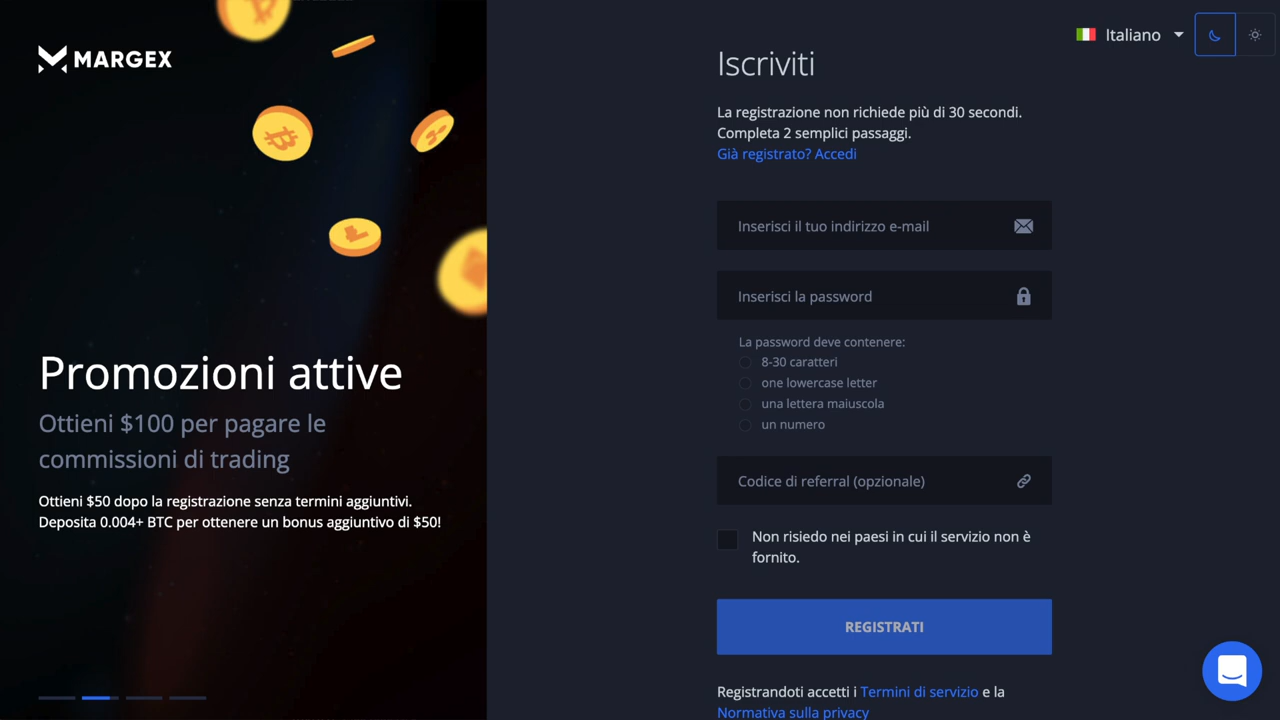 MARGEX
Promozioni attive
Ottieni $100 per pagare le
commissioni di trading
Ottieni $50 dopo la registrazione senza termini aggiuntivi.
Deposita 0.004+ BTC per ottenere un bonus aggiuntivo di $50!
Italiano
Iscriviti
La registrazione non richiede più di 30 secondi.
Completa 2 semplici passaggi.
Già registrato? Accedi
Inserisci il tuo indirizzo e-mail
Inserisci la password
La password deve contenere:
8-30 caratteri
one lowercase letter
una lettera maiuscola
un numero
Codice di referral (opzionale)
Non risiedo nei paesi in cui il servizio non è
fornito.
REGISTRATI
Registrandoti accetti i Termini di servizio e la
Normativa sulla privacy